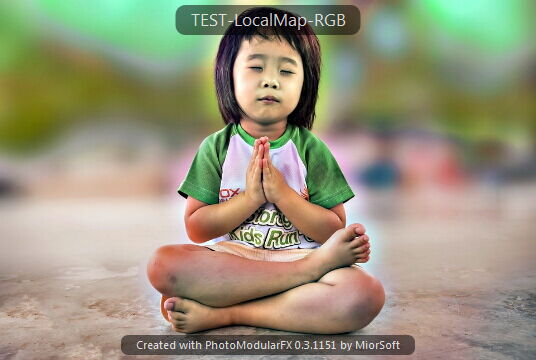 TEST-LocalMap-RGB
Kids Run
Created with PhotoModularFX 0.3.1151 by MiorSoft